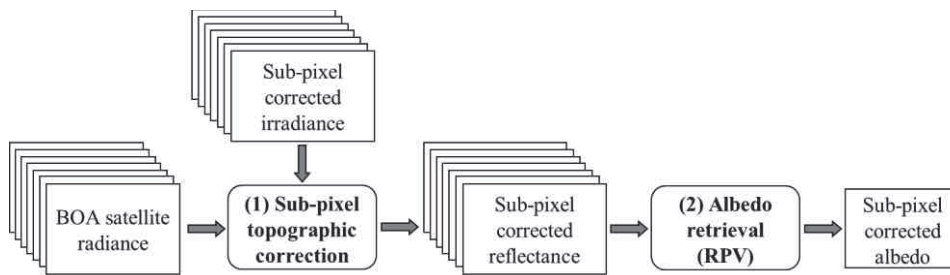 Sub-pixel
corrected
irradiance
BOA satellite
radiance
(1) Sub-pixel
topographic
correction
Sub-pixel
corrected
reflectance
(2) Albedo
retrieval
(RPV)
Sub-pixel
corrected
albedo